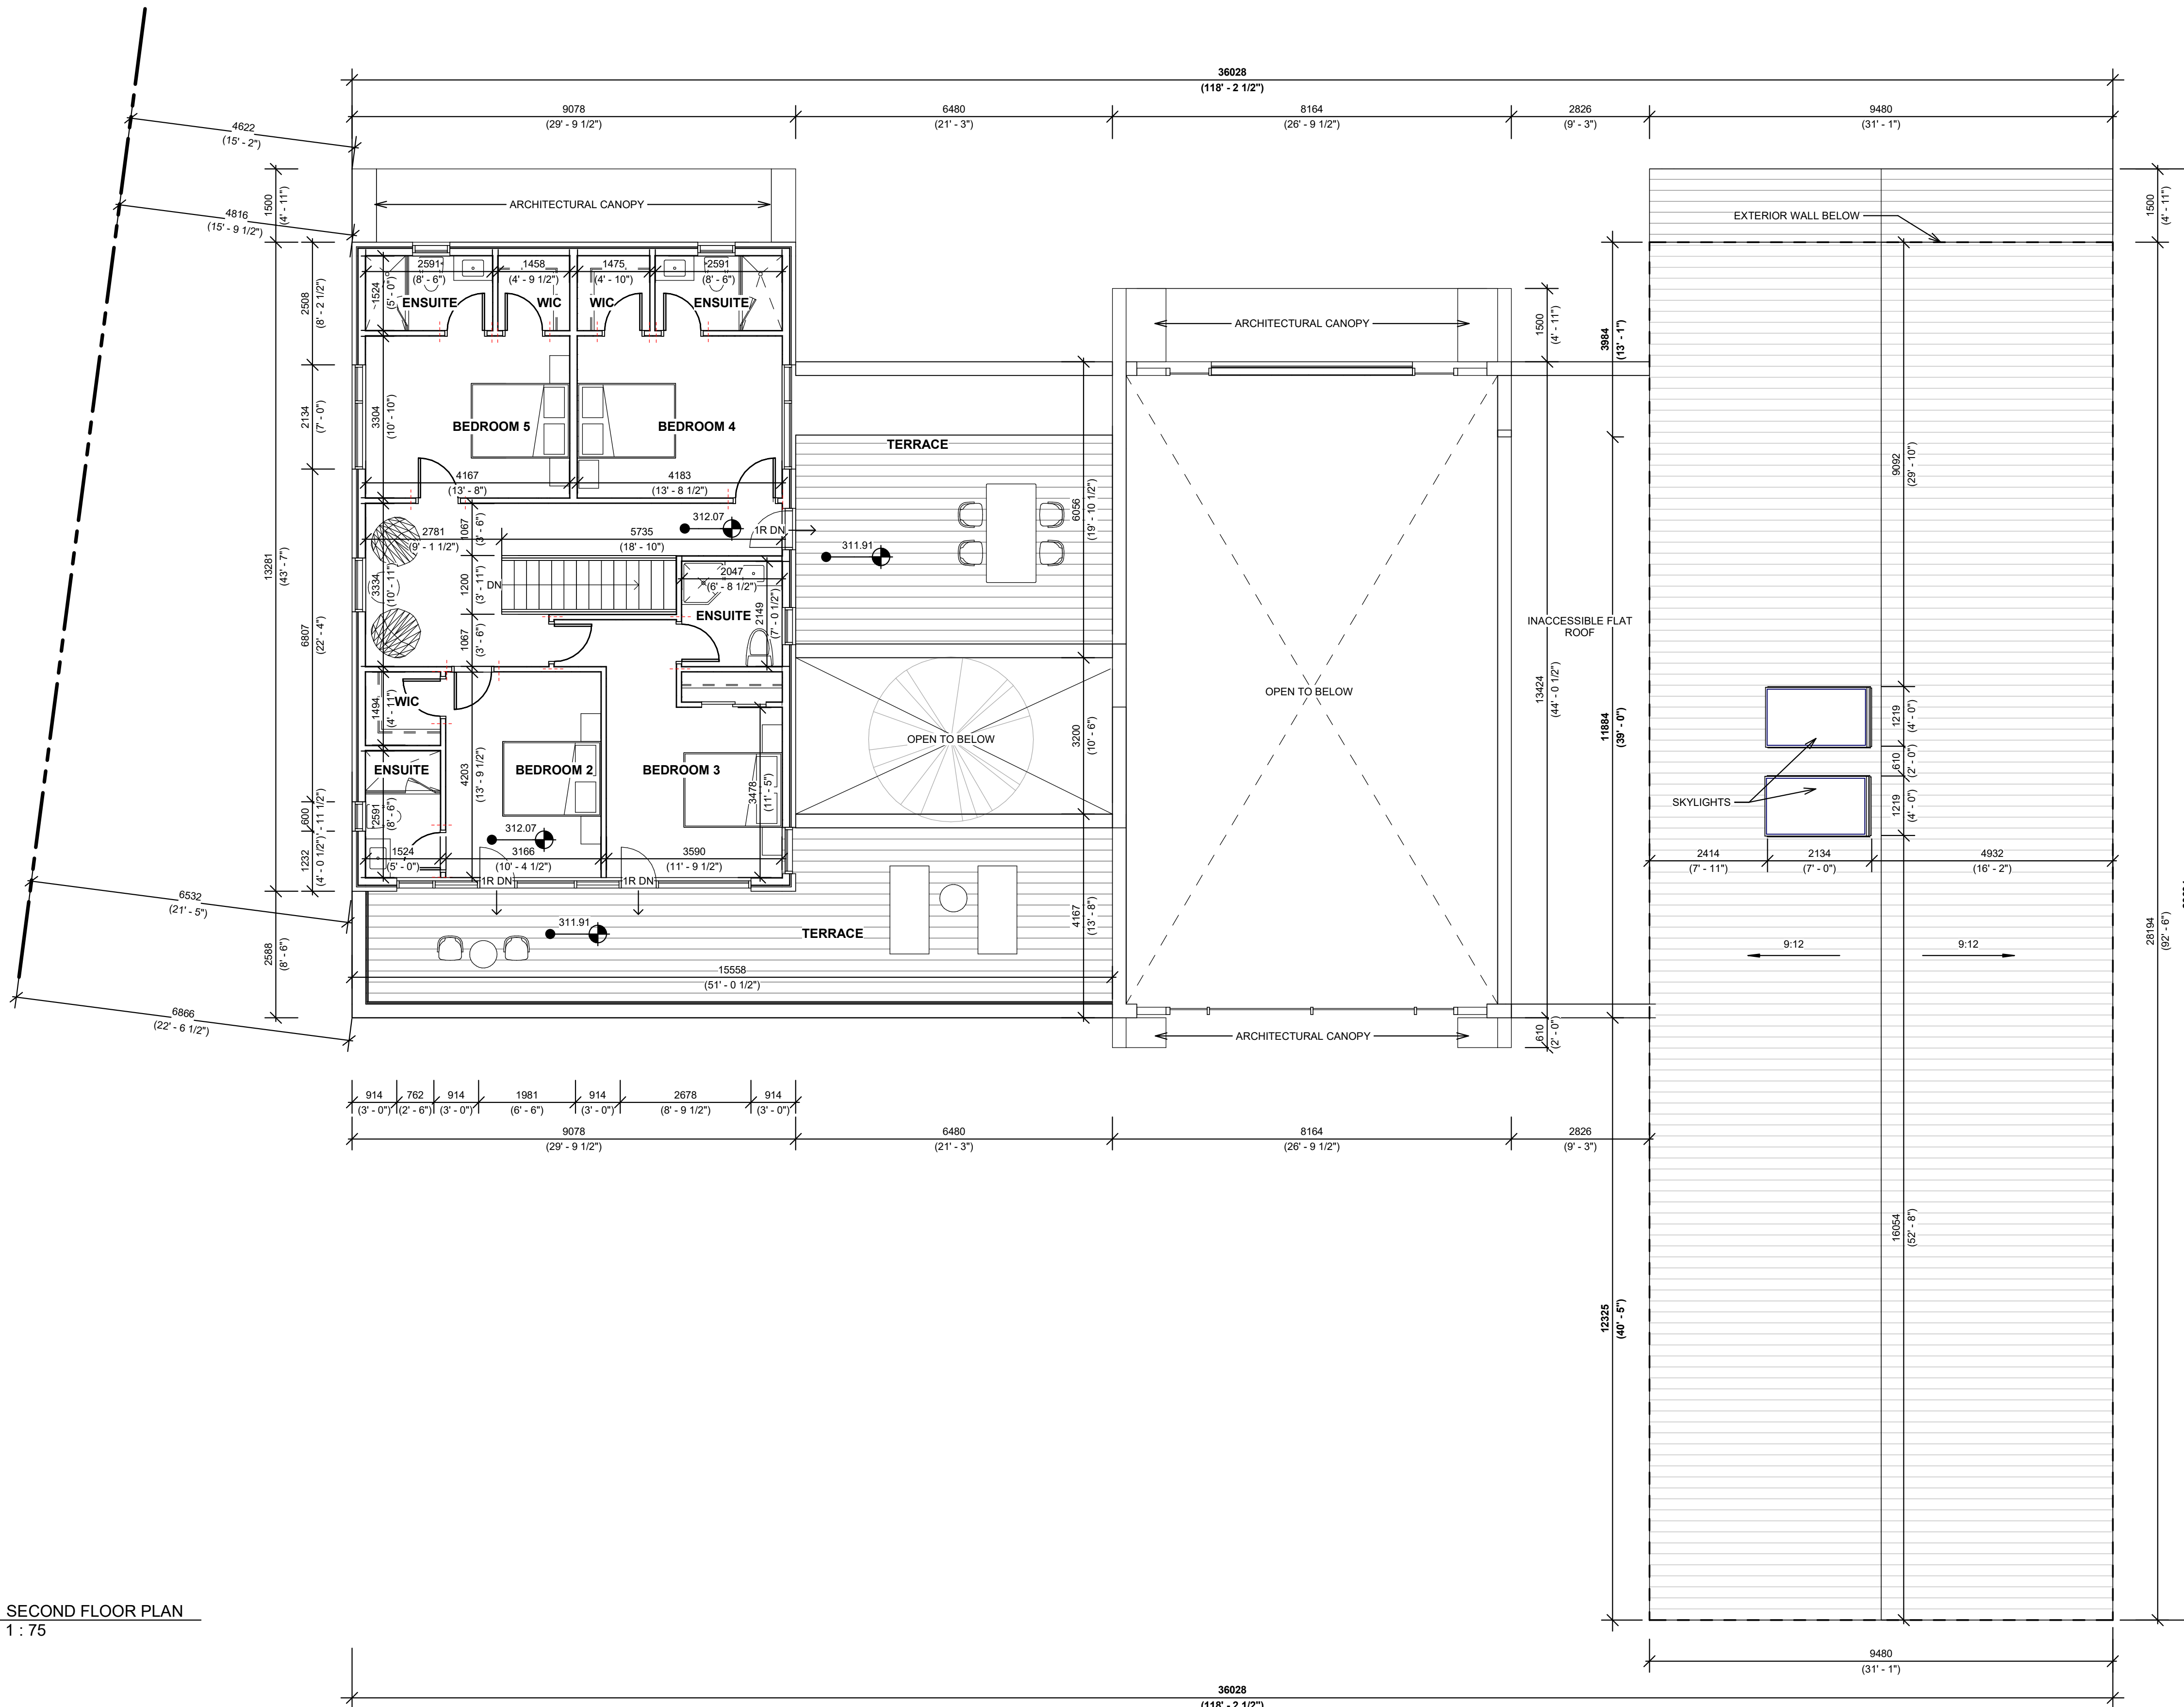 36028
(118' - 2 1/2")
9078
(29' - 9 1/2")
6480
(21' - 3")
8164
(26' - 9 1/2")
2826
(9' - 3")
9480
(31' - 1")
4622
(15' - 2")
4816
(15' - 9 1/2")
6532
(21' - 5")
6866
(22' - 6 1/2")
1500
(4' - 11")
13281
(43' - 7")
2588
(8' - 6")
2508
(8' - 2 1/2")
2134
(7' - 0")
6807
(22' - 4")
600
1232
(4' - 0 1/2")
ARCHITECTURAL CANOPY
2591
(8' - 6")
1458
(4' - 9 1/2")
1475
(4' - 10")
2591
(8' - 6")
1524
(5' - 0")
ENSUITE
WIC
WIC
ENSUITE
3304
(10' - 10")
BEDROOM 5
BEDROOM 4
4167
(13' - 8")
4183
(13' - 8 1/2")
312.07
1R DN
2781
(9' - 1 1/2")
1067
(3' - 6")
5735
(18' - 10")
3334
(10' - 11")
1200
(3' - 11")
DN
1067
(3' - 6")
2047
(6' - 8 1/2")
ENSUITE
2149
(7' - 0 1/2")
1494
(4' - 11")
WIC
ENSUITE
2591
(8' - 6")
4203
(13' - 9 1/2")
BEDROOM 2
BEDROOM 3
3478
(11' - 5")
312.07
1524
(5' - 0")
3166
(10' - 4 1/2")
3590
(11' - 9 1/2")
1R DN
1R DN
311.91
TERRACE
15558
(51' - 0 1/2")
TERRACE
311.91
6056
(19' - 10 1/2")
OPEN TO BELOW
3200
(10' - 6")
4167
(13' - 8")
ARCHITECTURAL CANOPY
OPEN TO BELOW
ARCHITECTURAL CANOPY
1500
(4' - 11")
13424
(44' - 0 1/2")
610
(2' - 0")
INACCESSIBLE FLAT
ROOF
3984
(13' - 1")
11884
(39' - 0")
12325
(40' - 5")
EXTERIOR WALL BELOW
9092
(29' - 10")
1219
(4' - 0")
610
(2' - 0")
1219
(4' - 0")
SKYLIGHTS
2414
(7' - 11")
2134
(7' - 0")
4932
(16' - 2")
9:12
9:12
16054
(52' - 8")
1500
(4' - 11")
28194
(92' - 6")
914
(3' - 0")
762
(2' - 6")
914
(3' - 0")
1981
(6' - 6")
914
(3' - 0")
2678
(8' - 9 1/2")
914
(3' - 0")
9078
(29' - 9 1/2")
6480
(21' - 3")
8164
(26' - 9 1/2")
2826
(9' - 3")
9480
(31' - 1")
36028
(118' - 2 1/2")
SECOND FLOOR PLAN
1 : 75